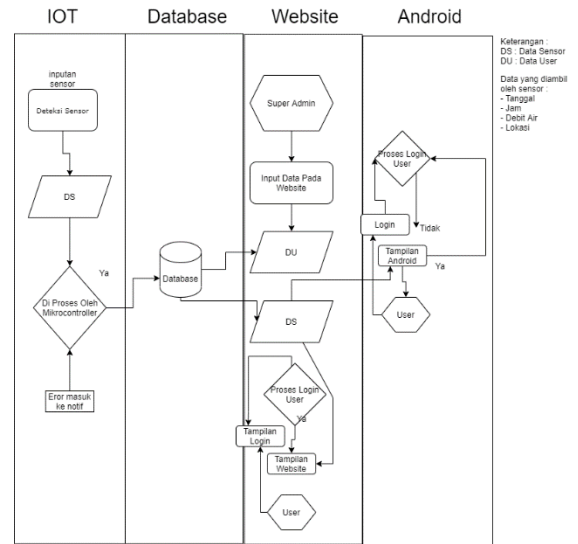 IOT
Database
Website
Android
inputan
sensor
Deteksi Sensor
DS
Di Proses Oleh
Mikrocontroller
Ya
Eror masuk
ke notif
Database
Super Admin
Input Data Pada
Website
DU
DS
Proses Login
User
Ya
Tampilan
Login
Tampilan
Website
User
Proses Login
User
Login
Tidak
Tampilan
Android
Ya
User
Keterangan :
DS : Data Sensor
DU : Data User
Data yang diambil
oleh sensor :
- Tanggal
- Jam
- Debit Air
- Lokasi